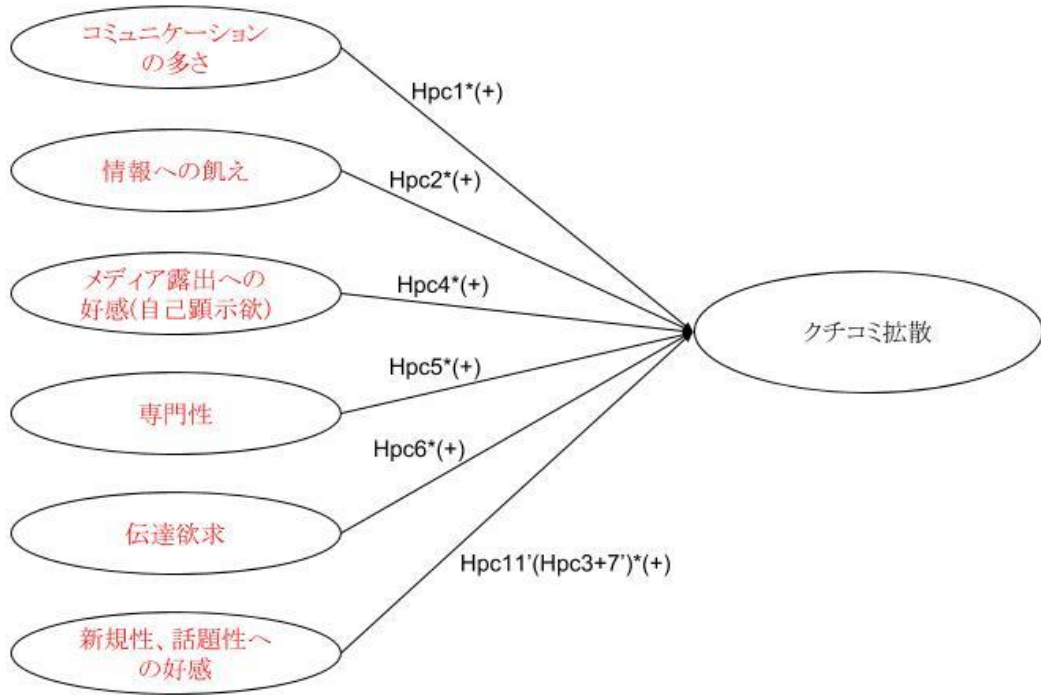 コミュニケーション
の多さ
Hpc1*(+)
情報への飢え
Hpc2*(+)
メディア露出への
好感(自己顕示欲)
Hpc4*(+)
クチコミ拡散
専門性
Hpc5*(+)
Hpc6*(+)
伝達欲求
Hpc11’(Hpc3+7’)*(+)
新規性、話題性へ
の好感